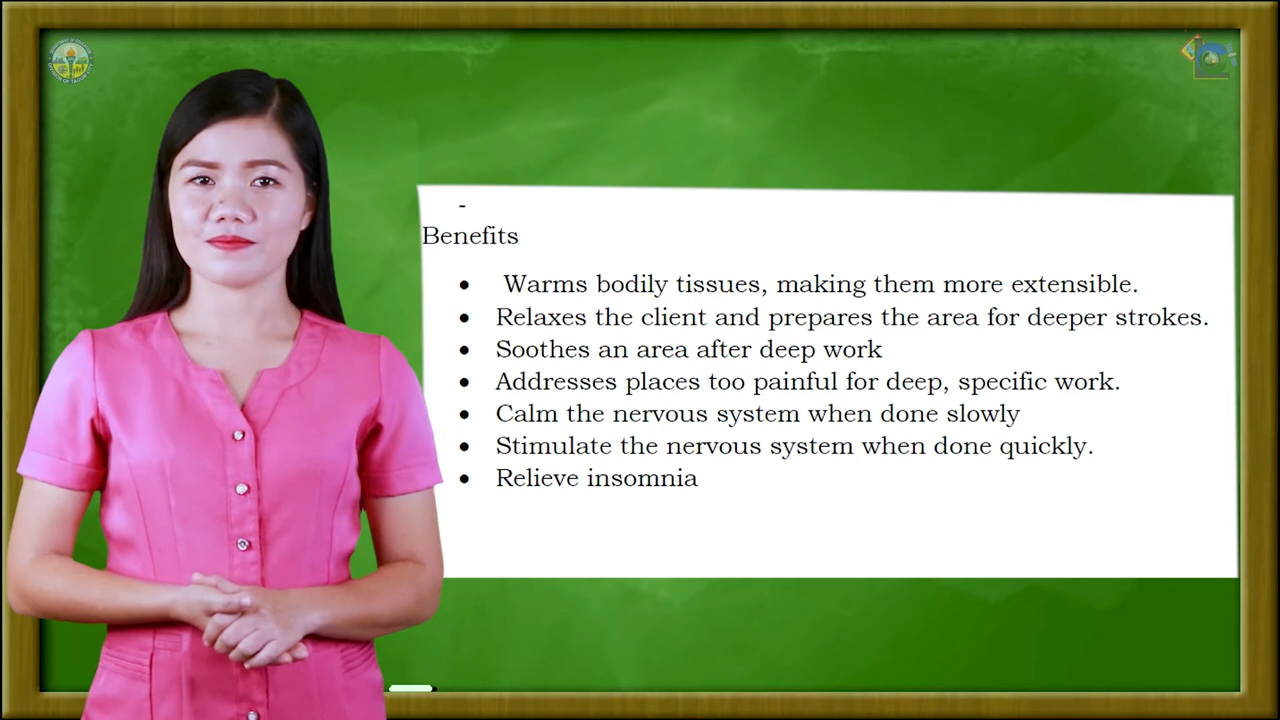 -
Benefits
• Warms bodily tissues, making them more extensible.
• Relaxes the client and prepares the area for deeper strokes.
• Soothes an area after deep work
• Addresses places too painful for deep, specific work.
• Calm the nervous system when done slowly
• Stimulate the nervous system when done quickly.
• Relieve insomnia